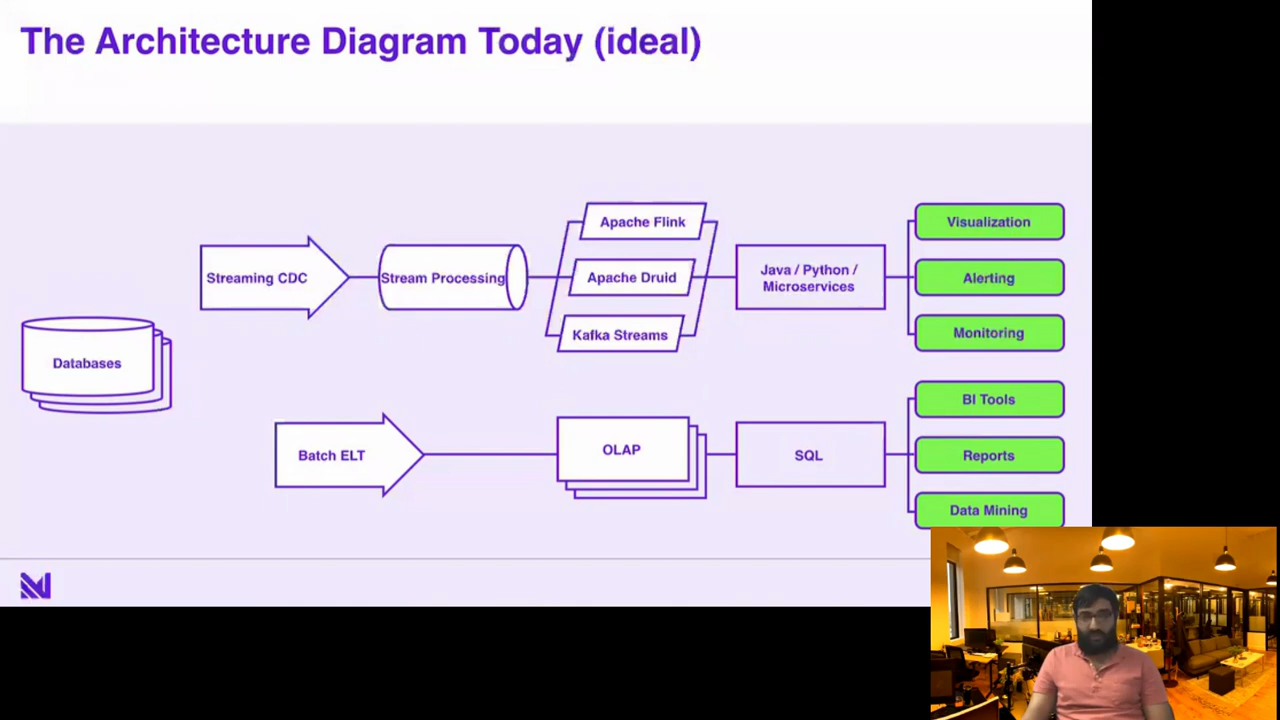 The Architecture Diagram Today (ideal)
Apache Flink
Visualization
Streaming CDC
Stream Processing
Apache Druid
Java / Python /
Microservices
Alerting
Kafka Streams
Monitoring
Databases
BI Tools
Batch ELT
OLAP
SQL
Reports
Data Mining